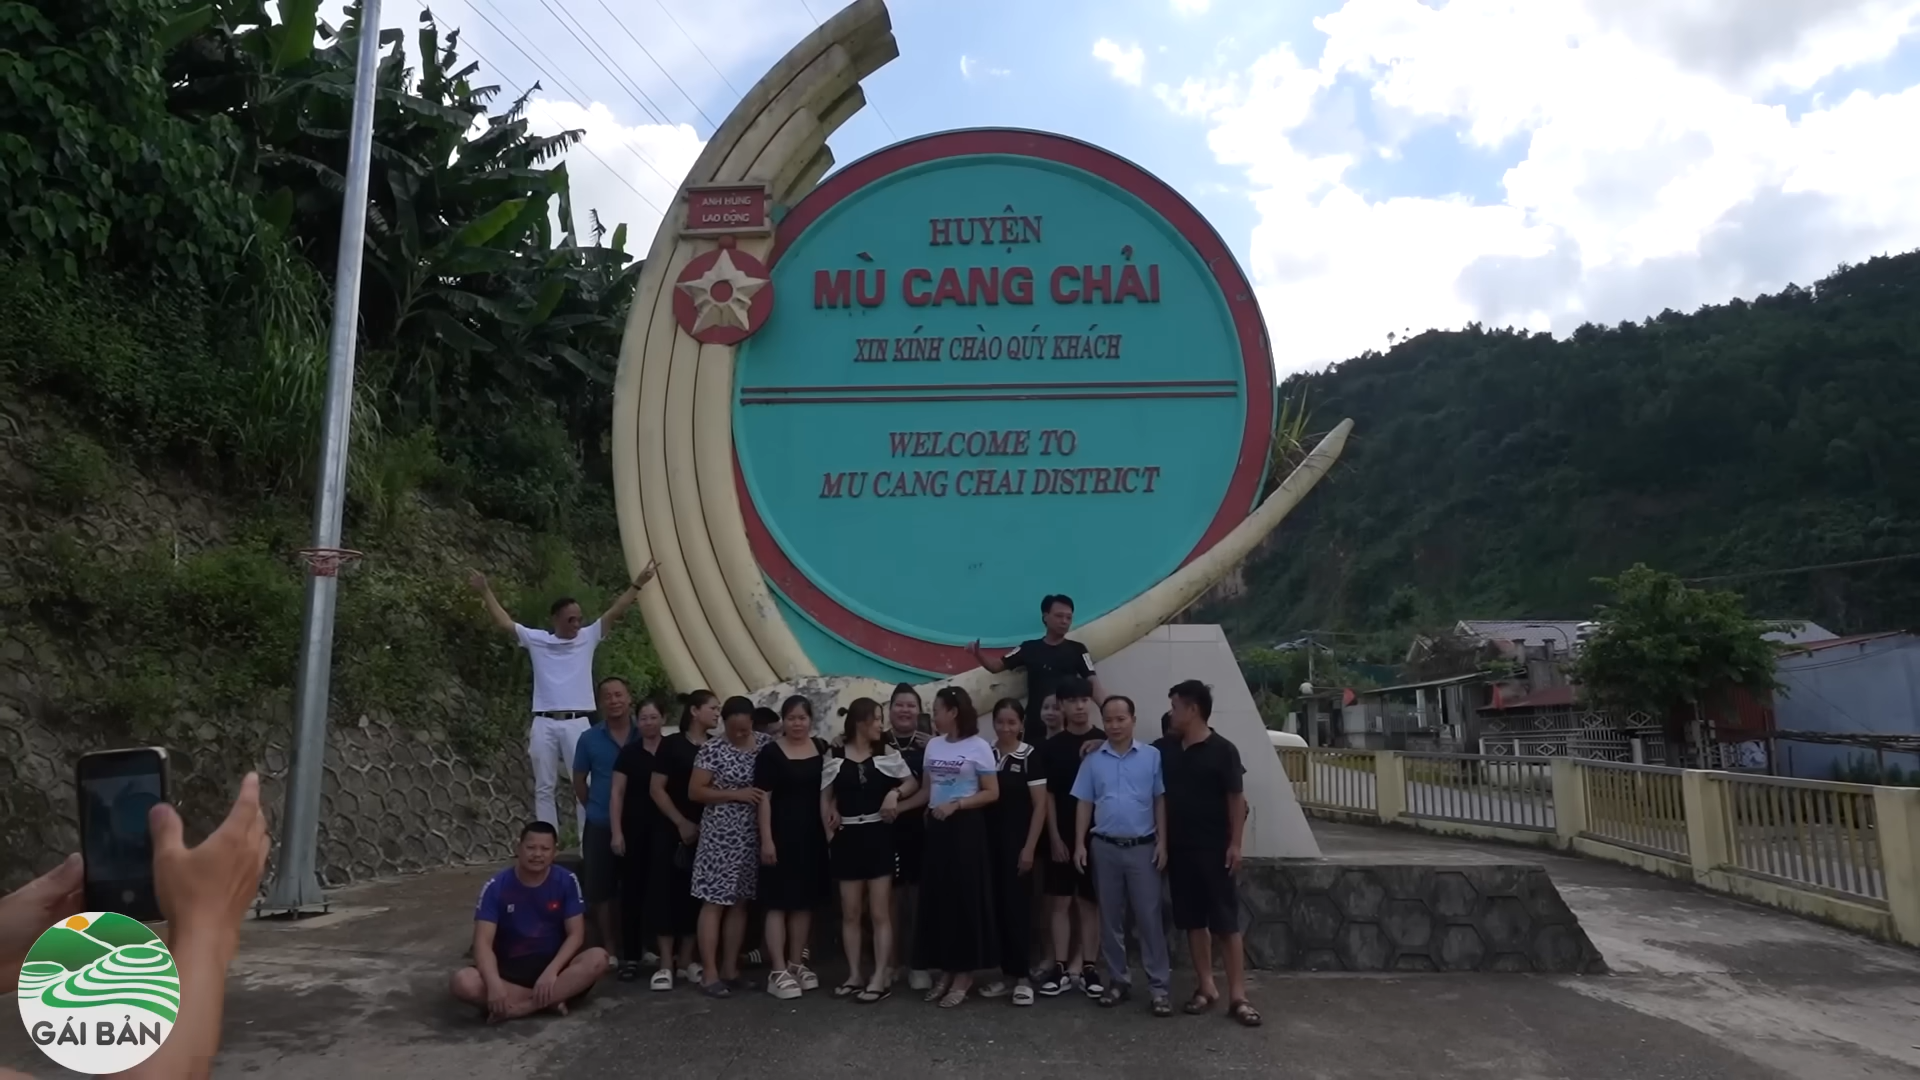 ANH HÙNG
LAO ĐỘNG
HUYỆN
MÙ CANG CHẢI
XIN KÍNH CHÀO QÚY KHÁCH
WELCOME TO
MU CANG CHAI DISTRICT
GÁI BẢN